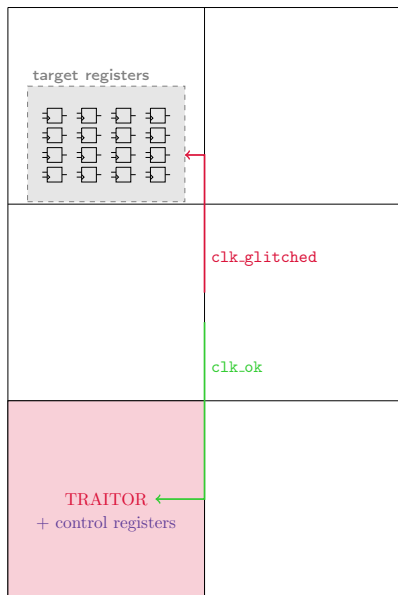 target registers
clk_glitched
clk_ok
TRAITOR
+ control registers